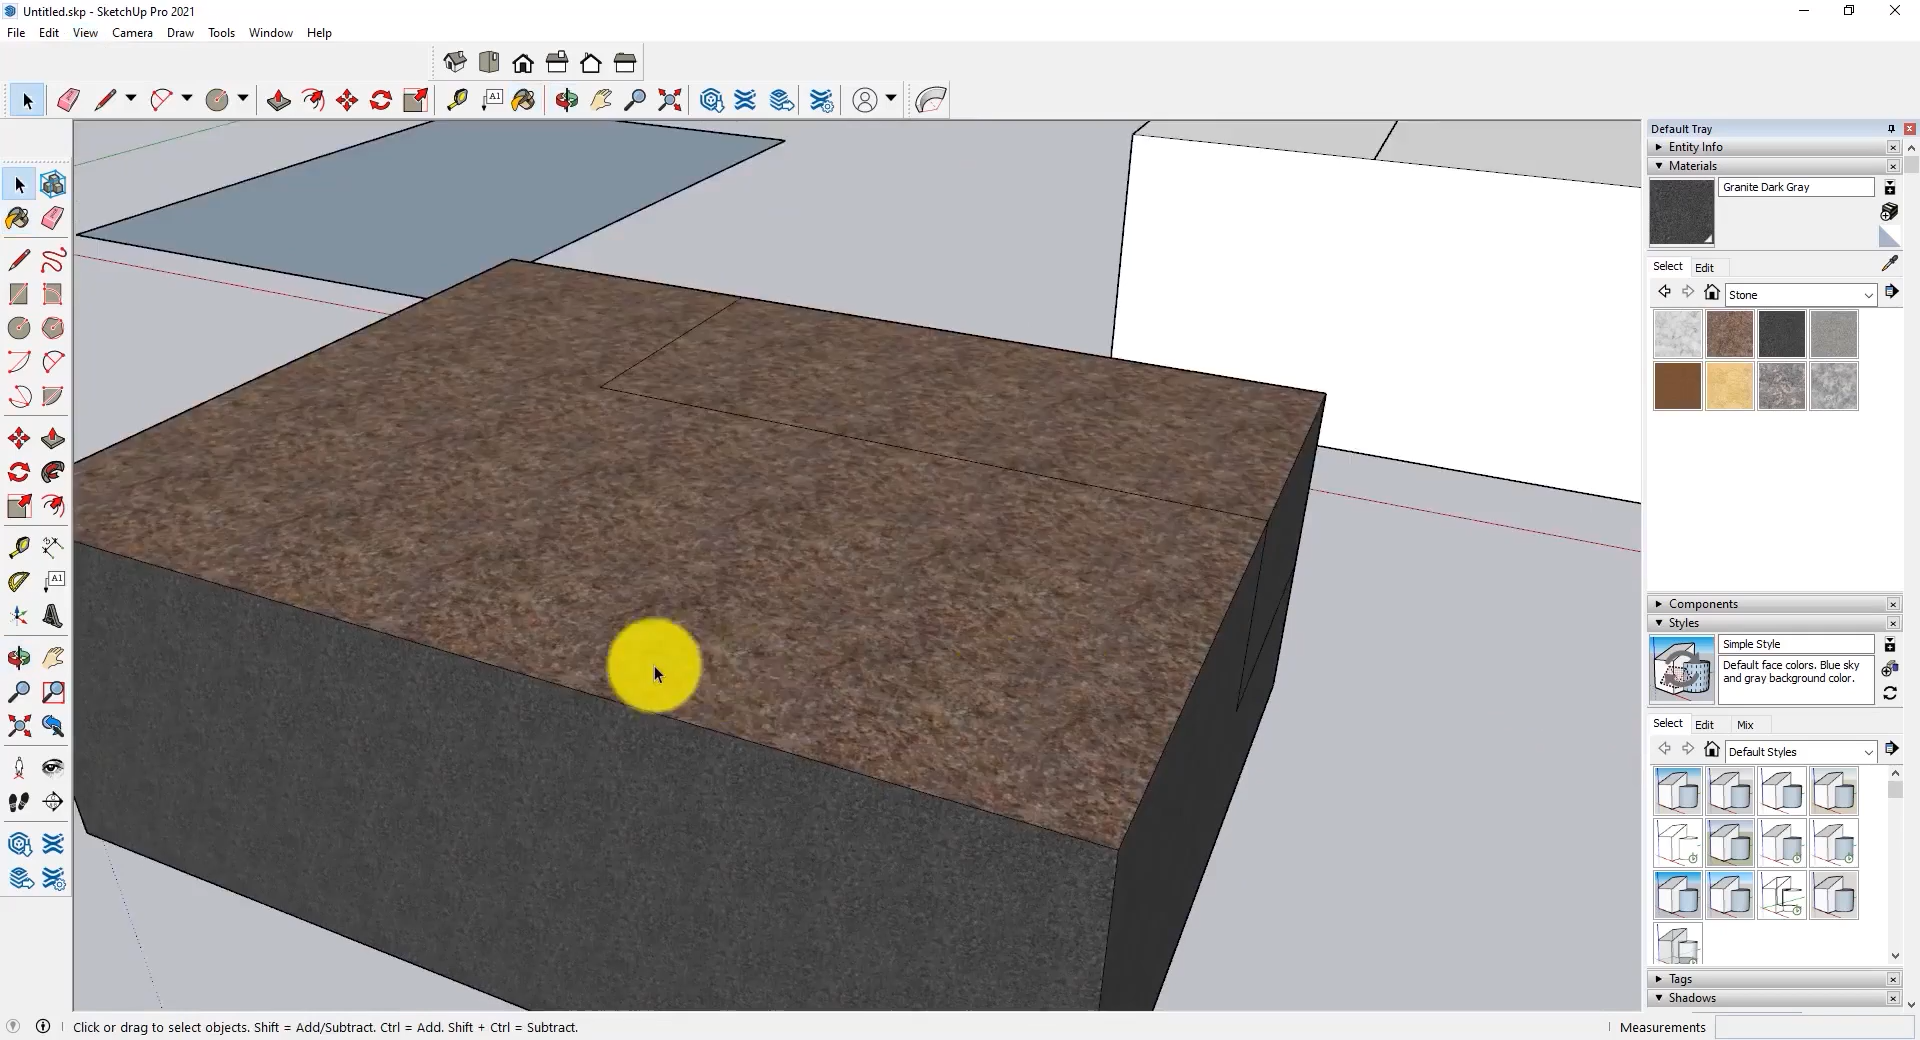 Untitled.skp - SketchUp Pro 2021
File Edit View Camera Draw Tools Window Help
A1
Default Tray
Entity Info
Materials
Granite Dark Gray
Select Edit
Stone
A1
Components
Styles
Simple Style
Default face colors. Blue sky
and gray background color.
Select Edit Mix
Default Styles
Tags
Shadows
Click or drag to select objects. Shift = Add/Subtract. Ctrl = Add. Shift + Ctrl = Subtract.
Measurements